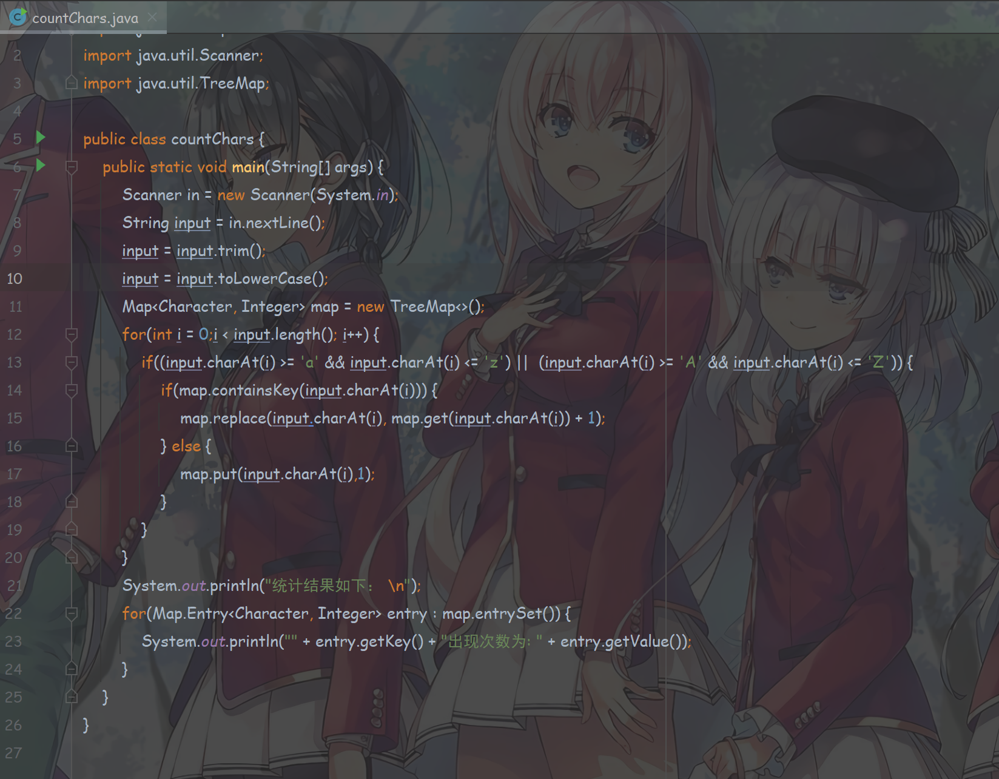 countChars.java
2 import java.util.Scanner;
3 import java.util.TreeMap;
4
5 public class countChars {
6 public static void main(String[] args) {
7 Scanner in = new Scanner(System.in);
8 String input = in.nextLine();
9 input = input.trim();
10 input = input.toLowerCase();
11 Map<Character, Integer> map = new TreeMap<>();
12 for(int i = 0;i < input.length(); i++) {
13 if((input.charAt(i) >= 'a' && input.charAt(i) <= 'z') || (input.charAt(i) >= 'A' && input.charAt(i) <= 'Z')) {
14 if(map.containsKey(input.charAt(i))) {
15 map.replace(input.charAt(i), map.get(input.charAt(i)) + 1);
16 } else {
17 map.put(input.charAt(i),1);
18 }
19 }
20 }
21 System.out.println("统计结果如下： \n");
22 for(Map.Entry<Character, Integer> entry : map.entrySet()) {
23 System.out.println("" + entry.getKey() + "出现次数为: " + entry.getValue());
24 }
25 }
26 }
27